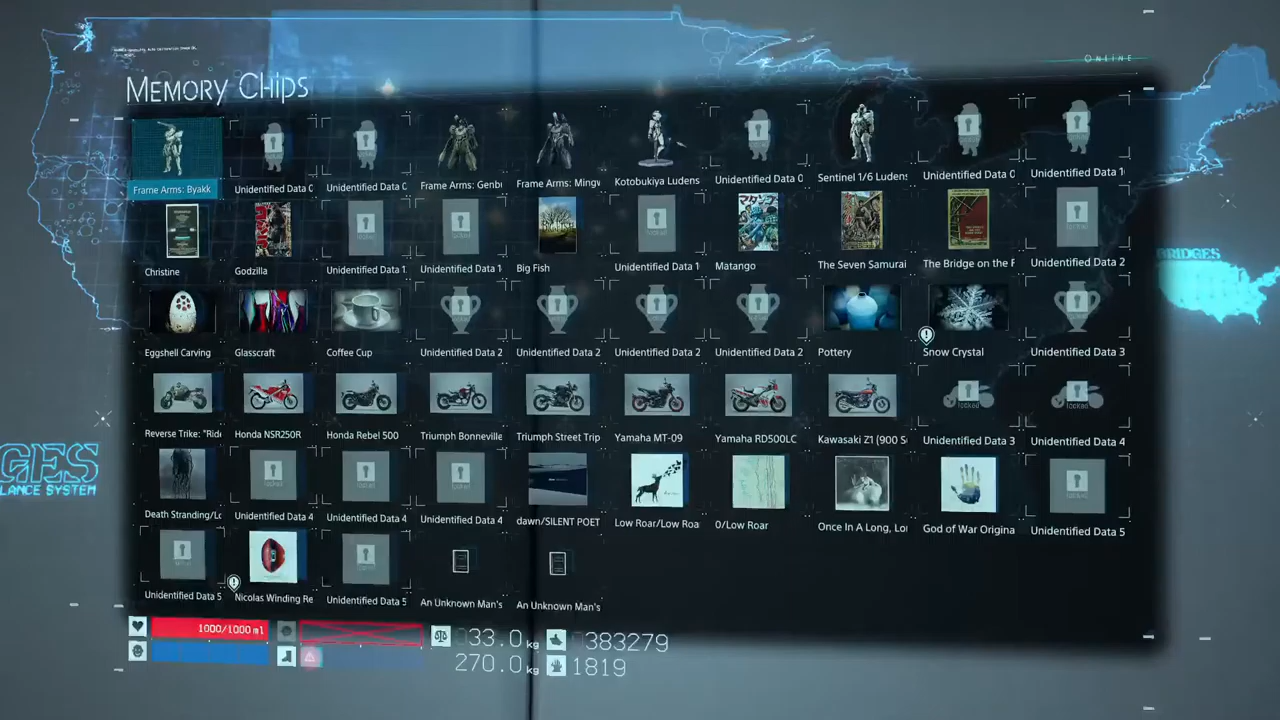 ONLINE
MEMORY CHIPS
Frame Arms: Byakk
Unidentified Data 0
Unidentified Data 0
Frame Arms: Genbu
Frame Arms: Mingw
Kotobukiya Ludens
Unidentified Data 0
Sentinel 1/6 Ludens
Unidentified Data 0
Unidentified Data 1
Christine
Godzilla
Unidentified Data 1
Unidentified Data 1
Big Fish
Unidentified Data 1
Matango
The Seven Samurai
The Bridge on the R
Unidentified Data 2
Eggshell Carving
Glasscraft
Coffee Cup
Unidentified Data 2
Unidentified Data 2
Unidentified Data 2
Unidentified Data 2
Pottery
Snow Crystal
Unidentified Data 3
Reverse Trike: "Ride
Honda NSR250R
Honda Rebel 500
Triumph Bonneville
Triumph Street Trip
Yamaha MT-09
Yamaha RD500LC
Kawasaki Z1 (900 S
Unidentified Data 3
Unidentified Data 4
Death Stranding/Lu
Unidentified Data 4
Unidentified Data 4
Unidentified Data 4
dawn/SILENT POET
Low Roar/Low Roa
0/Low Roar
Once In A Long, Lo
God of War Origina
Unidentified Data 5
Unidentified Data 5
Nicolas Winding Re
Unidentified Data 5
An Unknown Man's
An Unknown Man's
BRIDGES
GES
LANCE SYSTEM
1000/1000 ml
33.0 kg
383279
270.0 kg
1819